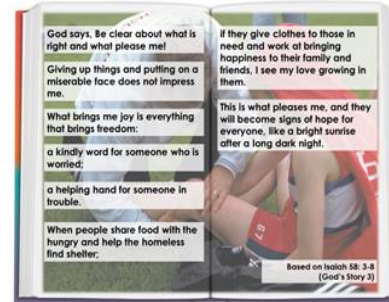 God says, Be clear about what is
right and what please me!
Giving up things and putting on a
miserable face does not impress
me.
What brings me joy is everything
that brings freedom:
a kindly word for someone who is
worried;
a helping hand for someone in
trouble.
When people share food with the
hungry and help the homeless
find shelter;
if they give clothes to those in
need and work at bringing
happiness to their family and
friends, I see my love growing in
them.
This is what pleases me, and they
will become signs of hope for
everyone, like a bright sunrise
after a long dark night.
Based on Isaiah 58: 3-8
(God's Story 3)